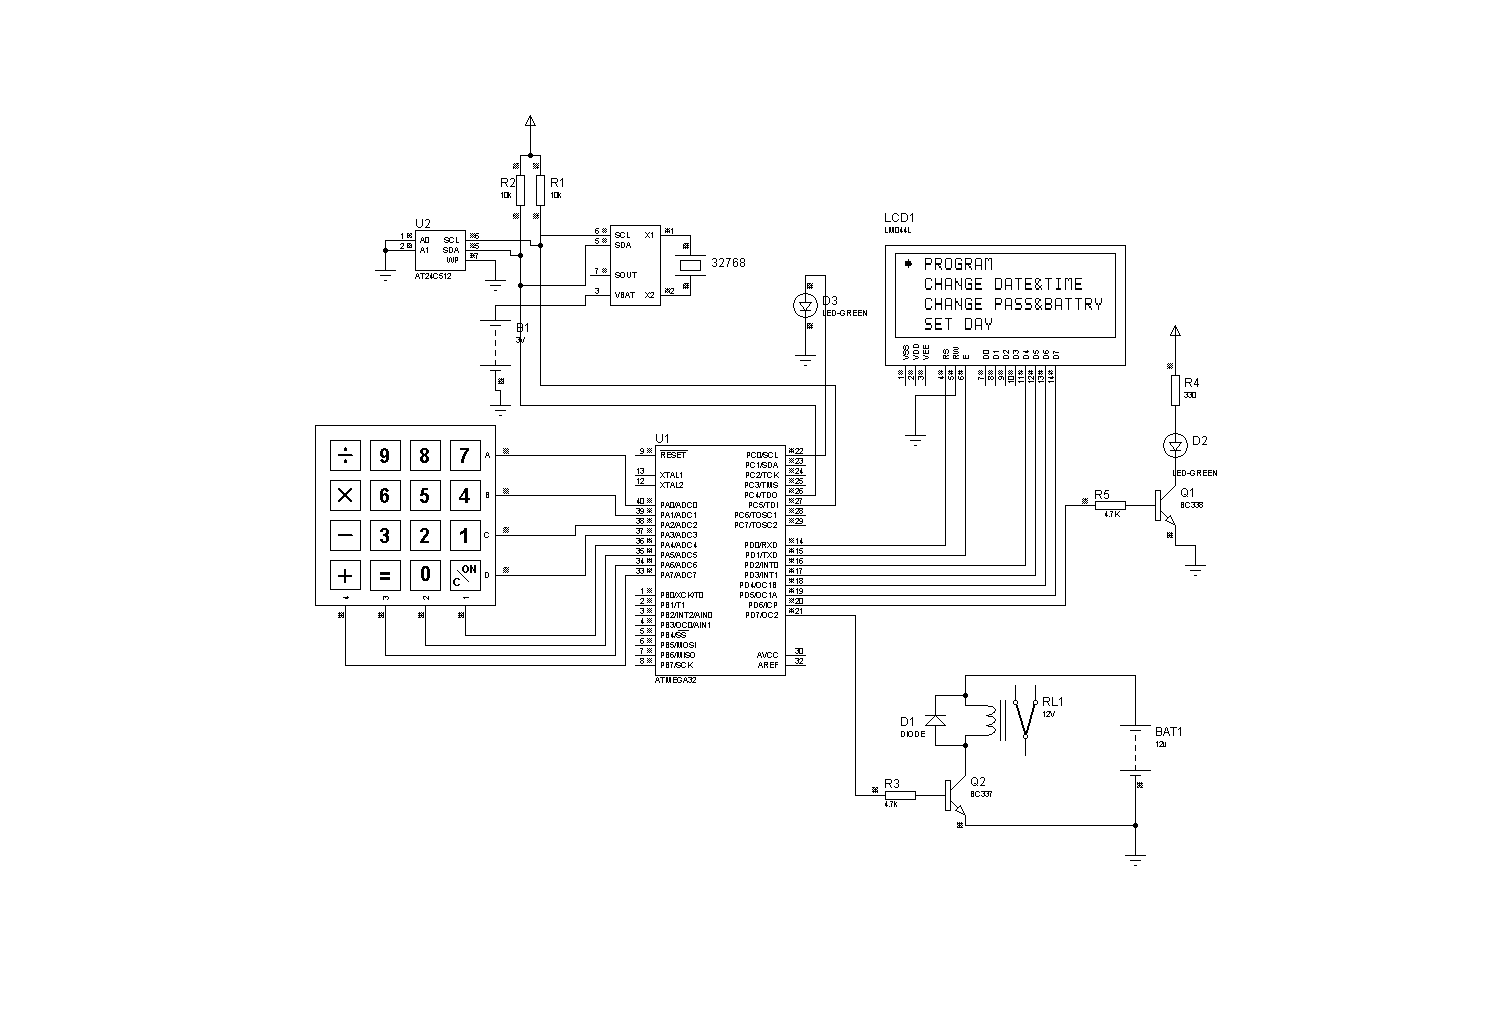 R2
10k
R1
10k
U2
1
2
A0
A1
SCL
SDA
WP
6
5
7
AT24C512
6
5
7
3
SCL
SDA
SOUT
VBAT
X1
X2
1
2
32768
B1
3V
D3
LED-GREEN
LCD1
LM044L
PROGRAM
CHANGE DATE&TIME
CHANGE PASS&BATTRY
SET DAY
VSS
VDD
VEE
RS
RW
E
D0
D1
D2
D3
D4
D5
D6
D7
1
2
3
4
5
6
7
8
9
10
11
12
13
14
R4
330
D2
LED-GREEN
Q1
BC338
R5
4.7K
÷ 9 8 7 A
× 6 5 4 B
− 3 2 1 C
+ = 0 ON C D
4 3 2 1
U1
9 RESET
13 XTAL1
12 XTAL2
40 PA0/ADC0
39 PA1/ADC1
38 PA2/ADC2
37 PA3/ADC3
36 PA4/ADC4
35 PA5/ADC5
34 PA6/ADC6
33 PA7/ADC7
1 PB0/XCK/T0
2 PB1/T1
3 PB2/INT2/AIN0
4 PB3/OC0/AIN1
5 PB4/SS
6 PB5/MOSI
7 PB6/MISO
8 PB7/SCK
PC0/SCL 22
PC1/SDA 23
PC2/TCK 24
PC3/TMS 25
PC4/TDO 26
PC5/TDI 27
PC6/TOSC1 28
PC7/TOSC2 29
PD0/RXD 14
PD1/TXD 15
PD2/INT0 16
PD3/INT1 17
PD4/OC1B 18
PD5/OC1A 19
PD6/ICP 20
PD7/OC2 21
AVCC 30
AREF 32
ATMEGA32
D1
DIODE
RL1
12V
BAT1
12v
R3
4.7K
Q2
BC337